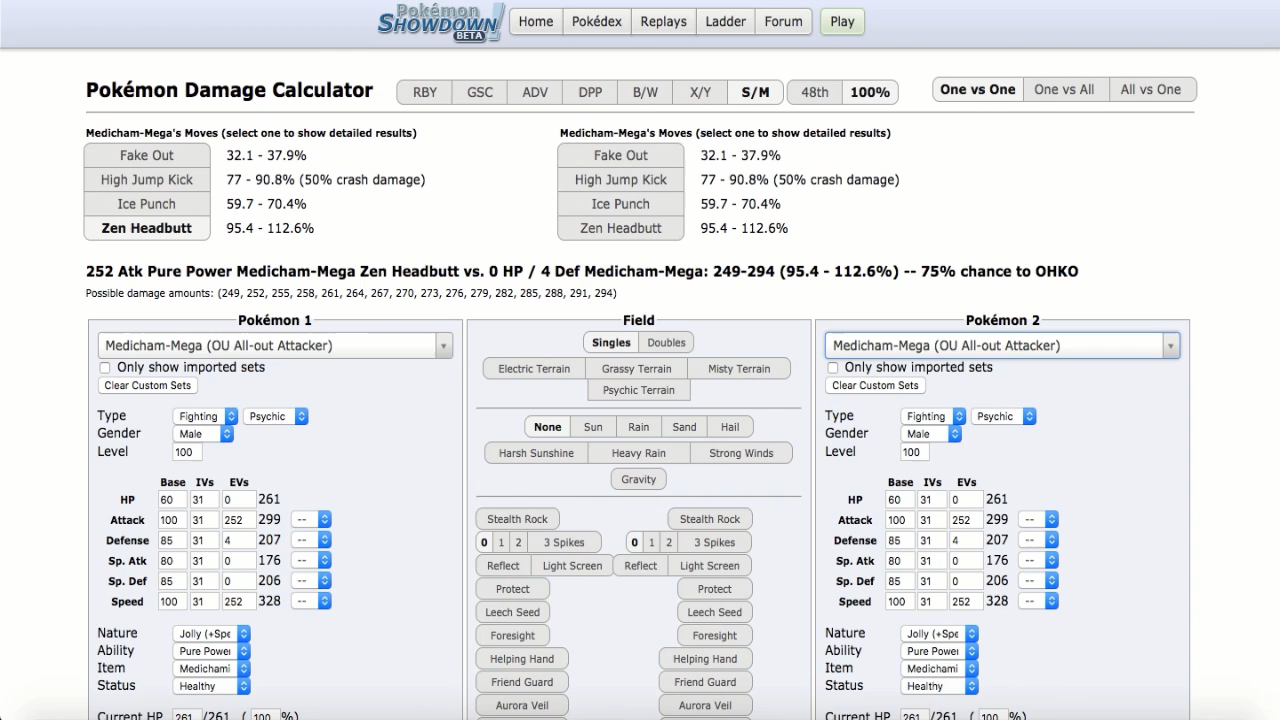 Pokémon
SHOWDOWN!
BETA
Home Pokédex Replays Ladder Forum Play
Pokémon Damage Calculator RBY GSC ADV DPP B/W X/Y S/M 48th 100% One vs One One vs All All vs One
Medicham-Mega's Moves (select one to show detailed results) Medicham-Mega's Moves (select one to show detailed results)
Fake Out 32.1 - 37.9% Fake Out 32.1 - 37.9%
High Jump Kick 77 - 90.8% (50% crash damage) High Jump Kick 77 - 90.8% (50% crash damage)
Ice Punch 59.7 - 70.4% Ice Punch 59.7 - 70.4%
Zen Headbutt 95.4 - 112.6% Zen Headbutt 95.4 - 112.6%
252 Atk Pure Power Medicham-Mega Zen Headbutt vs. 0 HP / 4 Def Medicham-Mega: 249-294 (95.4 - 112.6%) -- 75% chance to OHKO
Possible damage amounts: (249, 252, 255, 258, 261, 264, 267, 270, 273, 276, 279, 282, 285, 288, 291, 294)
Pokémon 1 Field Pokémon 2
Medicham-Mega (OU All-out Attacker) Singles Doubles Medicham-Mega (OU All-out Attacker)
Only show imported sets Electric Terrain Grassy Terrain Misty Terrain Only show imported sets
Clear Custom Sets Psychic Terrain Clear Custom Sets
Type Fighting Psychic None Sun Rain Sand Hail Type Fighting Psychic
Gender Male Gender Male
Level 100 Harsh Sunshine Heavy Rain Strong Winds Level 100
Gravity
Base IVs EVs Base IVs EVs
HP 60 31 0 261 HP 60 31 0 261
Attack 100 31 252 299 -- Stealth Rock Stealth Rock Attack 100 31 252 299 --
Defense 85 31 4 207 -- 0 1 2 3 Spikes 0 1 2 3 Spikes Defense 85 31 4 207 --
Sp. Atk 80 31 0 176 -- Reflect Light Screen Reflect Light Screen Sp. Atk 80 31 0 176 --
Sp. Def 85 31 0 206 -- Protect Protect Sp. Def 85 31 0 206 --
Speed 100 31 252 328 -- Leech Seed Leech Seed Speed 100 31 252 328 --
Nature Jolly (+Spe Foresight Foresight Nature Jolly (+Spe
Ability Pure Power Helping Hand Helping Hand Ability Pure Power
Item Medichami Friend Guard Friend Guard Item Medichami
Status Healthy Aurora Veil Aurora Veil Status Healthy
Current HP 261 /261 ( 100 %) Current HP 261 /261 ( 100 %)